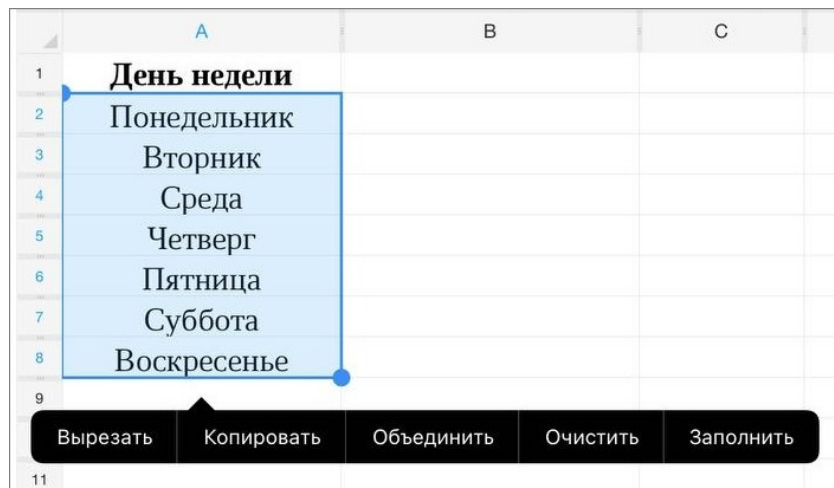 A B C
1 День недели
2 Понедельник
3 Вторник
4 Среда
5 Четверг
6 Пятница
7 Суббота
8 Воскресенье
9
Вырезать Копировать Объединить Очистить Заполнить
11